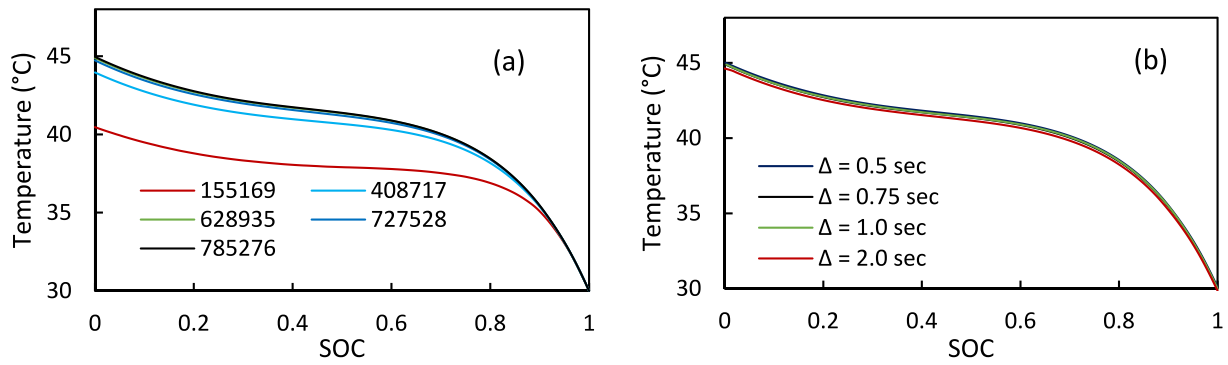 (a)
Temperature (°C)
45
40
35
30
155169
408717
628935
727528
785276
0
0.2
0.4
0.6
0.8
1
SOC
(b)
Temperature (°C)
45
40
35
30
Δ = 0.5 sec
Δ = 0.75 sec
Δ = 1.0 sec
Δ = 2.0 sec
0
0.2
0.4
0.6
0.8
1
SOC